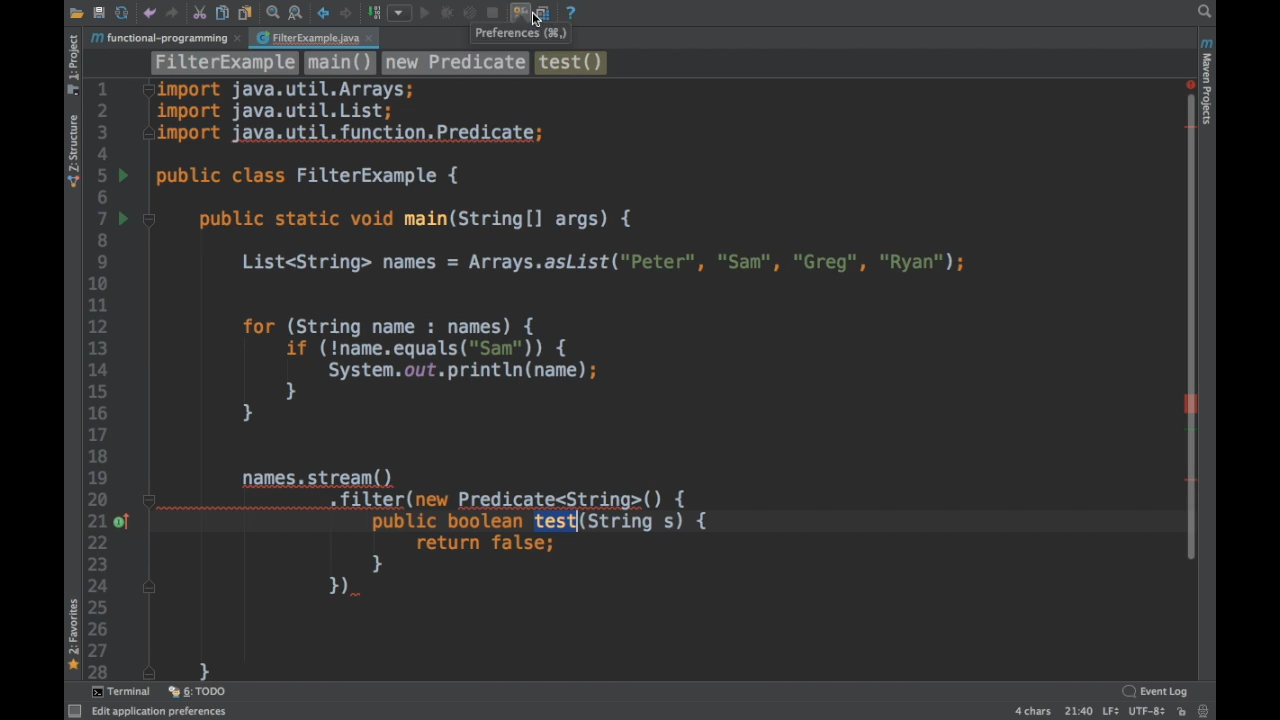 functional-programming
FilterExample.java
Preferences (⌘,)
FilterExample main() new Predicate test()
1: Project
Z: Structure
2: Favorites
Maven Projects
1 import java.util.Arrays;
2 import java.util.List;
3 import java.util.function.Predicate;
4
5 public class FilterExample {
6
7 public static void main(String[] args) {
8
9 List<String> names = Arrays.asList("Peter", "Sam", "Greg", "Ryan");
10
11
12 for (String name : names) {
13 if (!name.equals("Sam")) {
14 System.out.println(name);
15 }
16 }
17
18
19 names.stream()
20 .filter(new Predicate<String>() {
21 public boolean test(String s) {
22 return false;
23 }
24 })
25
26
27
28 }
Terminal 6: TODO Event Log
Edit application preferences 4 chars 21:40 LF÷ UTF-8÷